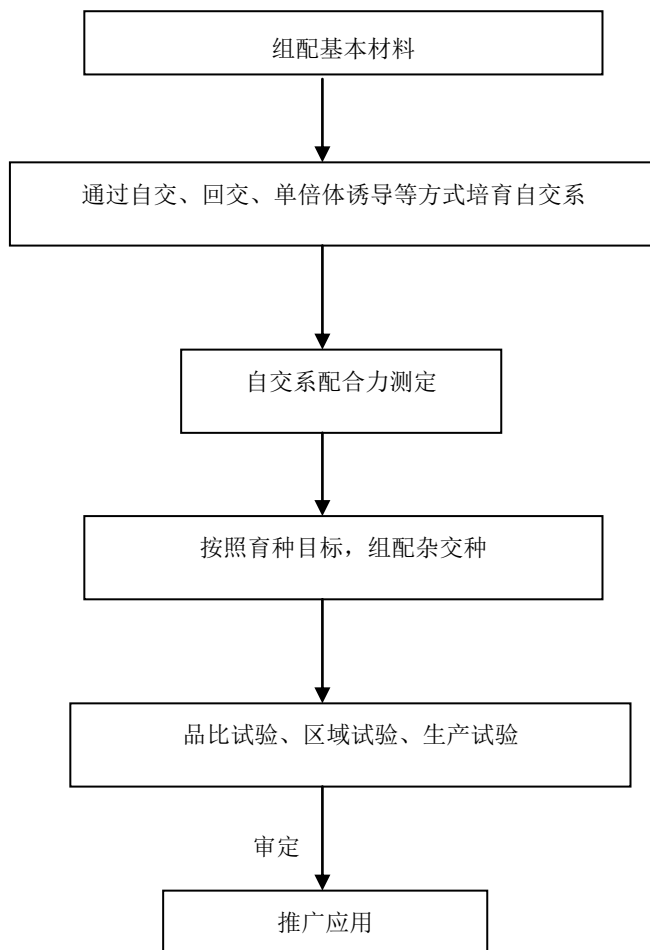 组配基本材料
通过自交、回交、单倍体诱导等方式培育自交系
自交系配合力测定
按照育种目标，组配杂交种
品比试验、区域试验、生产试验
审定
推广应用